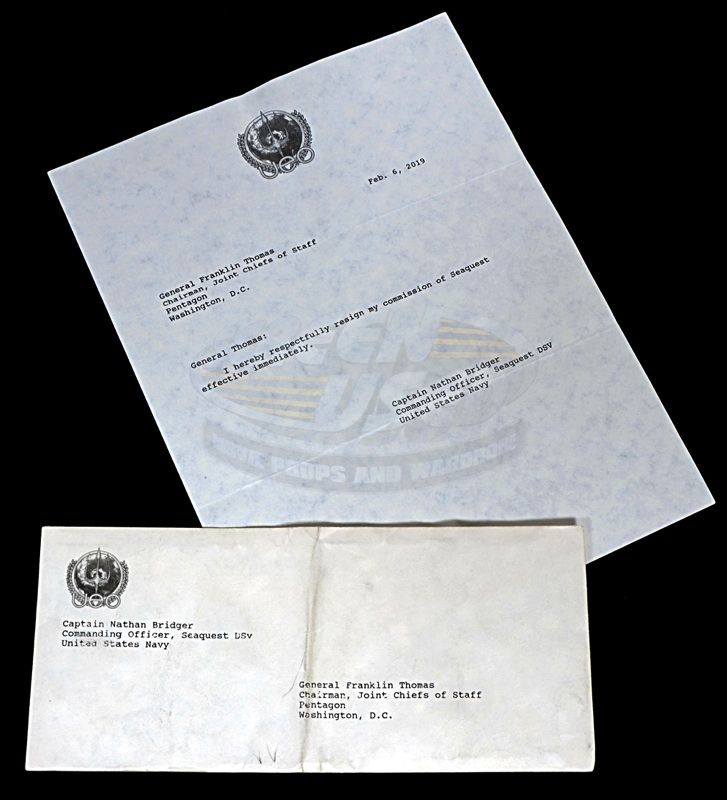 Feb. 6, 2019
General Franklin Thomas
Chairman, Joint Chiefs of Staff
Pentagon
Washington, D.C.
General Thomas:
I hereby respectfully resign my commission of Seaquest
effective immediately.
Captain Nathan Bridger
Commanding Officer, Seaquest DSV
United States Navy
PROPS AND WARDROBE
Captain Nathan Bridger
Commanding Officer, Seaquest DSv
United States Navy
General Franklin Thomas
Chairman, Joint Chiefs of Staff
Pentagon
Washington, D.C.